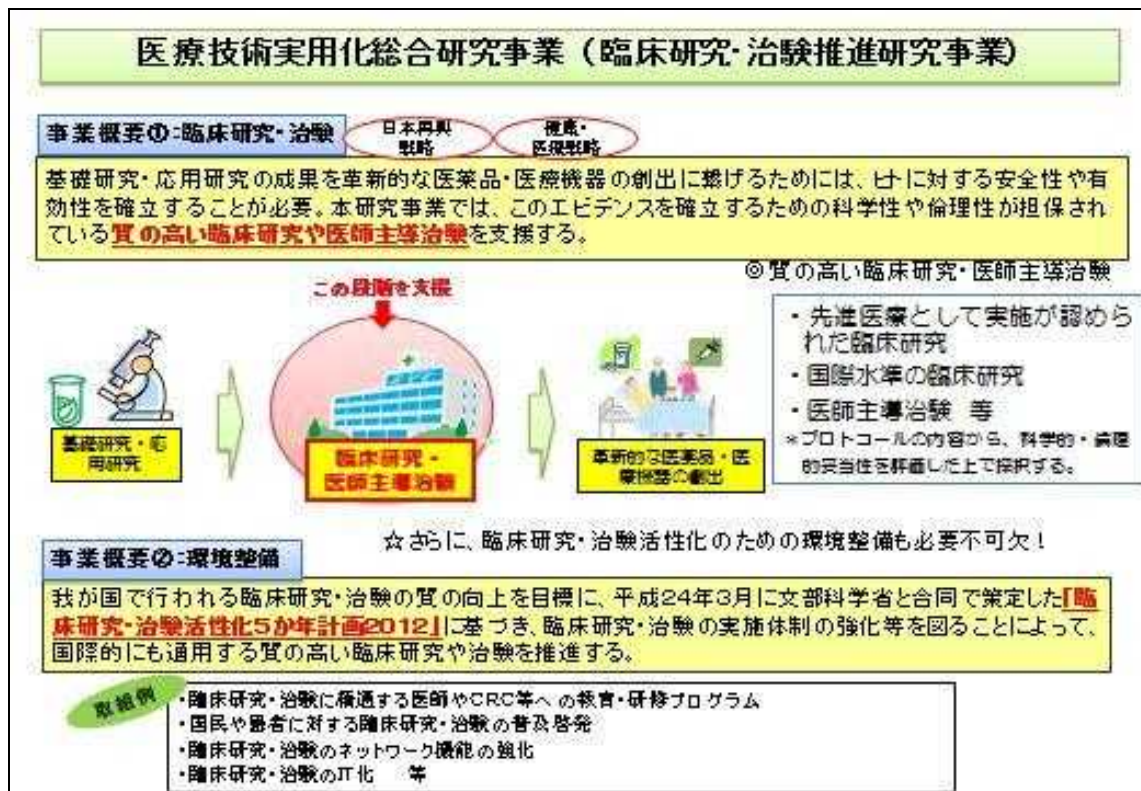 医療技術実用化総合研究事業（臨床研究・治験推進研究事業）
事業概要①：臨床研究・治験
日本再興
戦略
健康・
医療戦略
基礎研究・応用研究の成果を革新的な医薬品・医療機器の創出に繋げるためには、ヒトに対する安全性や有
効性を確立することが必要。本研究事業では、このエビデンスを確立するための科学性や倫理性が担保され
ている質の高い臨床研究や医師主導治験を支援する。
◎質の高い臨床研究・医師主導治験
この段階を支援
基礎研究・応
用研究
臨床研究・
医師主導治験
革新的な医薬品・医
療機器の創出
・先進医療として実施が認めら
れた臨床研究
・国際水準の臨床研究
・医師主導治験 等
＊プロトコールの内容から、科学的・倫理
的妥当性を評価した上で採択する。
☆さらに、臨床研究・治験活性化のための環境整備も必要不可欠！
事業概要②：環境整備
我が国で行われる臨床研究・治験の質の向上を目標に、平成24年3月に文部科学省と合同で策定した「臨
床研究・治験活性化5か年計画2012」に基づき、臨床研究・治験の実施体制の強化等を図ることによって、
国際的にも通用する質の高い臨床研究や治験を推進する。
取組例
・臨床研究・治験に精通する医師やCRC等への教育・研修プログラム
・国民や患者に対する臨床研究・治験の普及啓発
・臨床研究・治験のネットワーク機能の強化
・臨床研究・治験のIT化 等